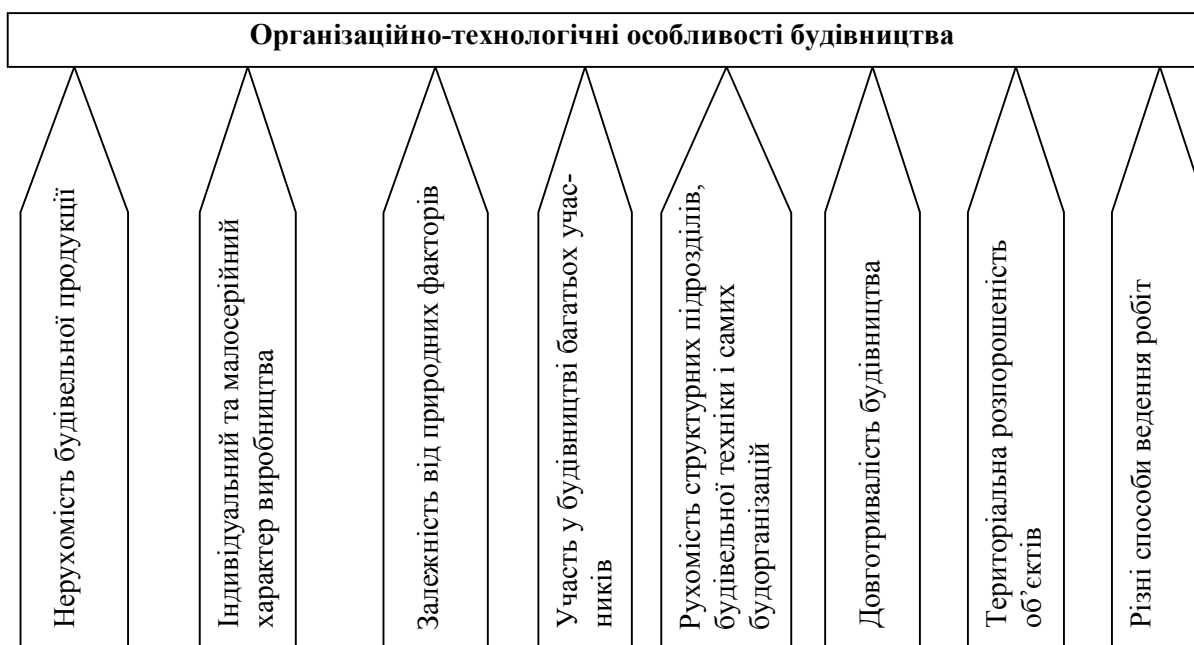 Організаційно-технологічні особливості будівництва
Нерухомість будівельної продукції
Індивідуальний та малосерійний
характер виробництва
Залежність від природних факторів
Участь у будівництві багатьох учас-
ників
Рухомість структурних підрозділів,
будівельної техніки і самих
будорганізацій
Довготривалість будівництва
Територіальна розпорошеність
об’єктів
Різні способи ведення робіт